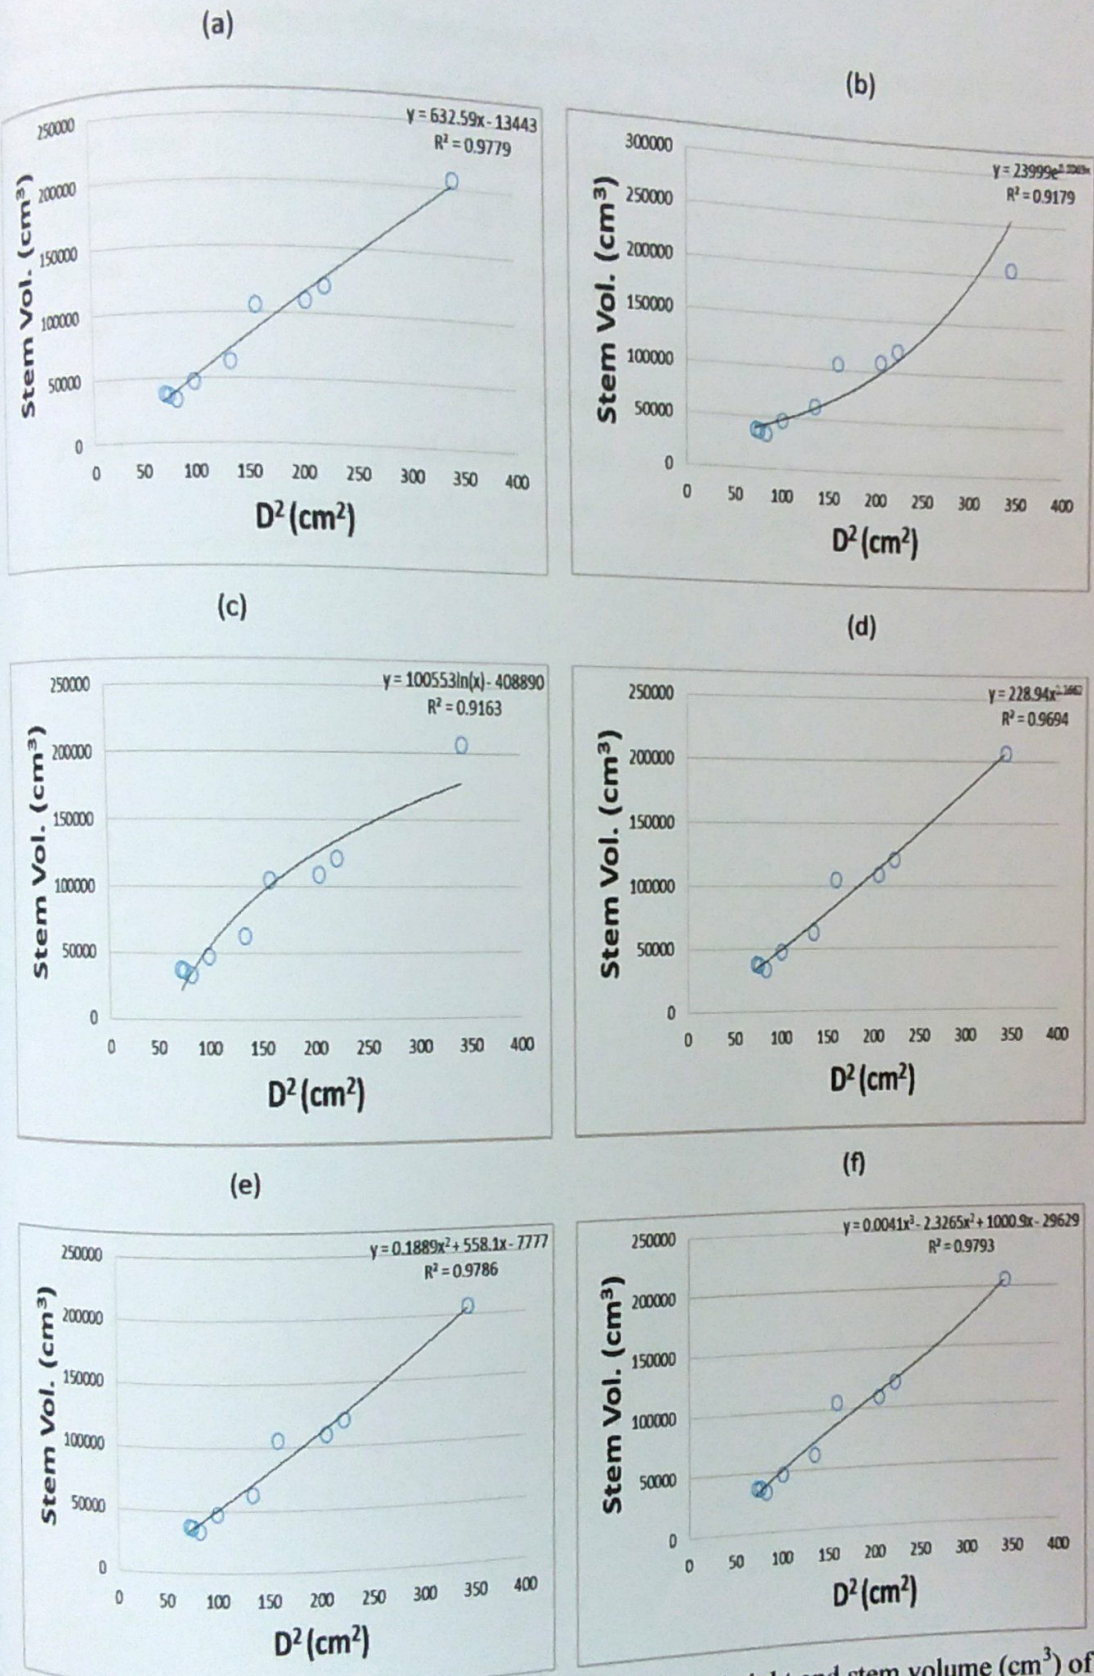 (a)
y = 632.59x - 13443
R² = 0.9779
250000
200000
150000
100000
50000
0
Stem Vol. (cm³)
0 50 100 150 200 250 300 350 400
D² (cm²)
(b)
y = 23999e
R² = 0.9179
300000
250000
200000
150000
100000
50000
0
Stem Vol. (cm³)
0 50 100 150 200 250 300 350 400
D² (cm²)
(c)
y = 100553ln(x) - 408890
R² = 0.9163
250000
200000
150000
100000
50000
0
Stem Vol. (cm³)
0 50 100 150 200 250 300 350 400
D² (cm²)
(d)
y = 228.94x
R² = 0.9694
250000
200000
150000
100000
50000
0
Stem Vol. (cm³)
0 50 100 150 200 250 300 350 400
D² (cm²)
(e)
y = 0.1889x² + 558.1x - 7777
R² = 0.9786
250000
200000
150000
100000
50000
0
Stem Vol. (cm³)
0 50 100 150 200 250 300 350 400
D² (cm²)
(f)
y = 0.0041x³ - 2.3265x² + 1000.9x - 29629
R² = 0.9793
250000
200000
150000
100000
50000
0
Stem Vol. (cm³)
0 50 100 150 200 250 300 350 400
D² (cm²)
and stem volume (cm³) of